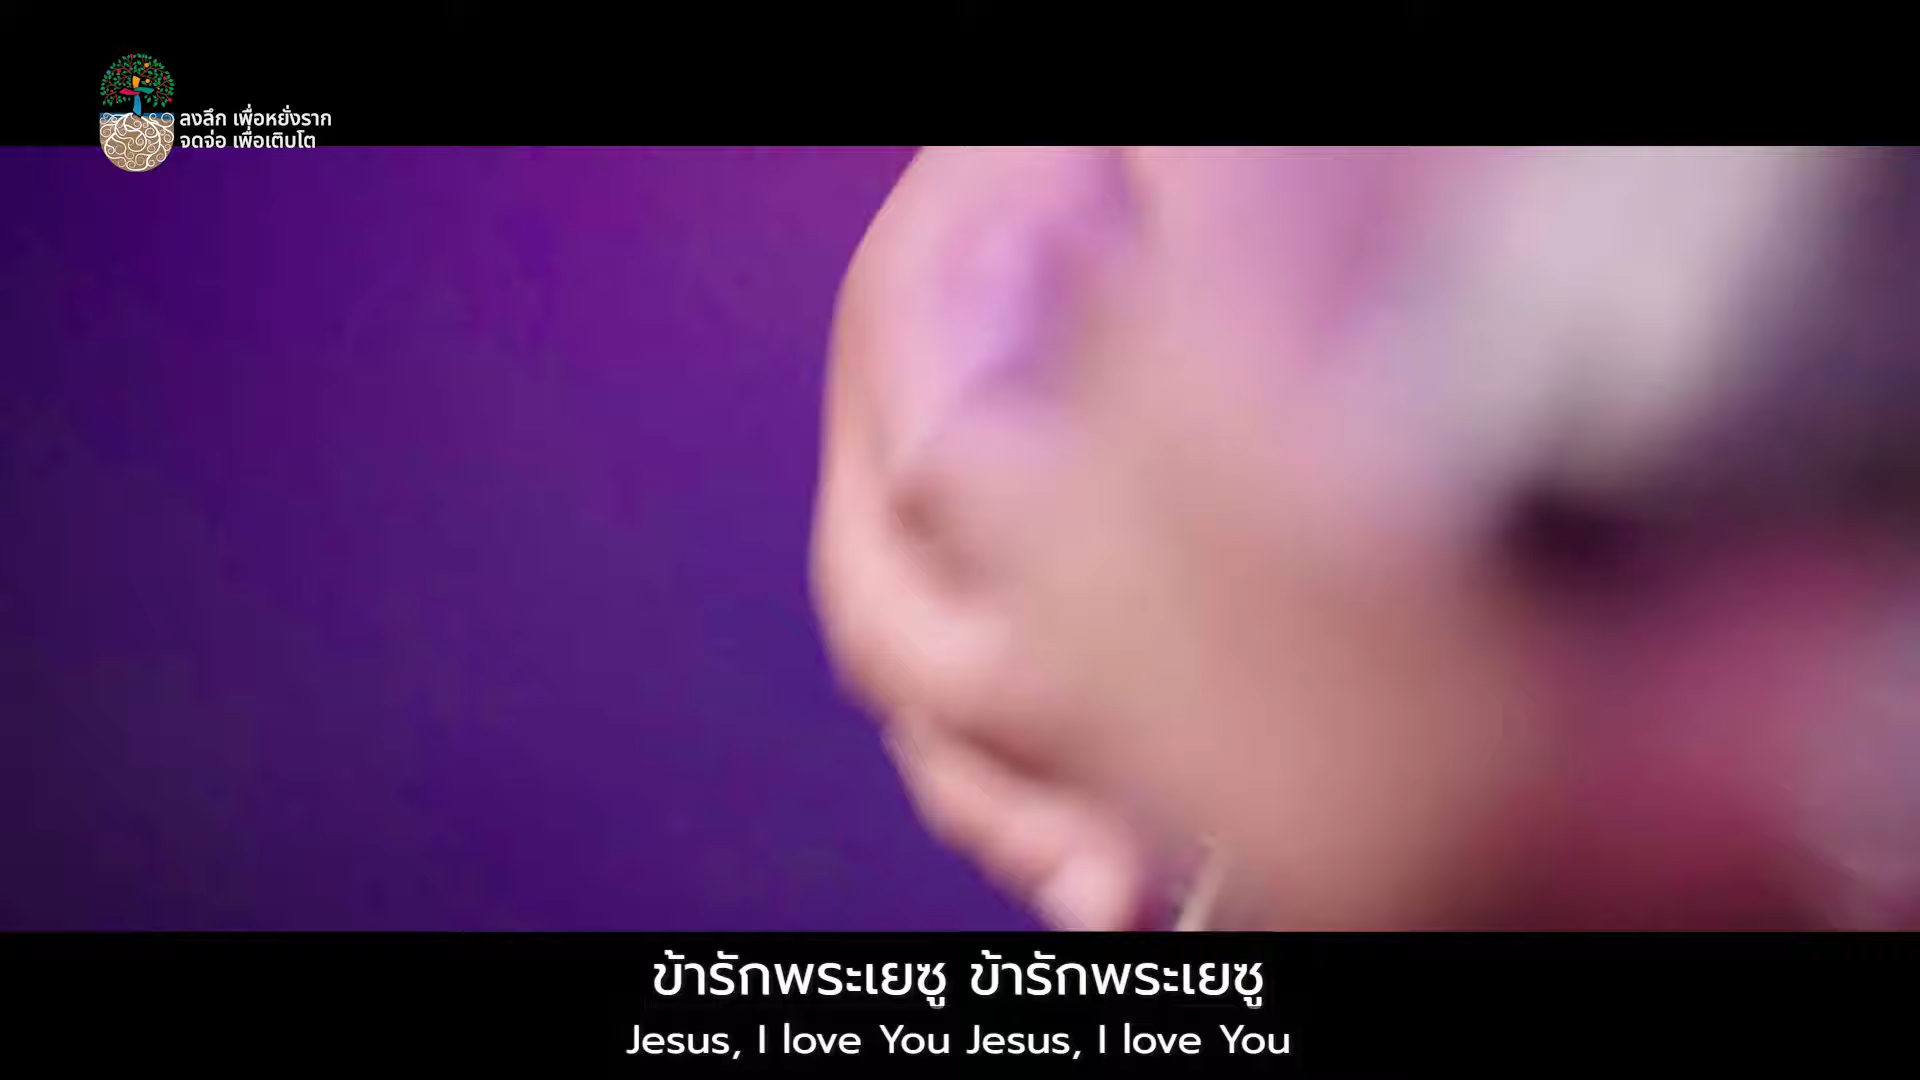 ลงลึก เพื่อหยั่งราก
จดจ่อ เพื่อเติบโต
ข้ารักพระเยซู ข้ารักพระเยซู
Jesus, I love You Jesus, I love You